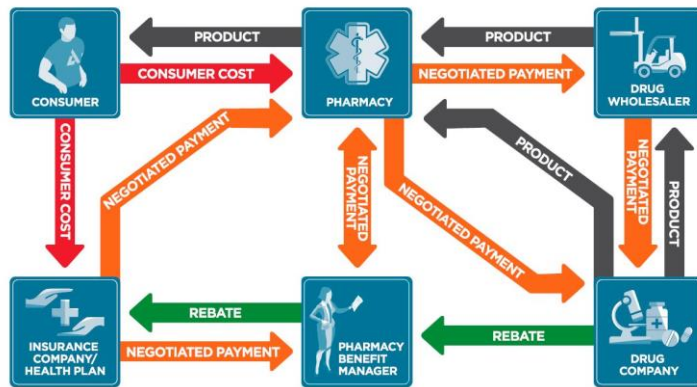 PRODUCT
PRODUCT
CONSUMER COST
NEGOTIATED PAYMENT
CONSUMER
PHARMACY
DRUG
WHOLESALER
CONSUMER COST
NEGOTIATED PAYMENT
NEGOTIATED
PAYMENT
NEGOTIATED PAYMENT
PRODUCT
NEGOTIATED
PAYMENT
PRODUCT
REBATE
REBATE
NEGOTIATED PAYMENT
INSURANCE
COMPANY/
HEALTH PLAN
PHARMACY
BENEFIT
MANAGER
DRUG
COMPANY